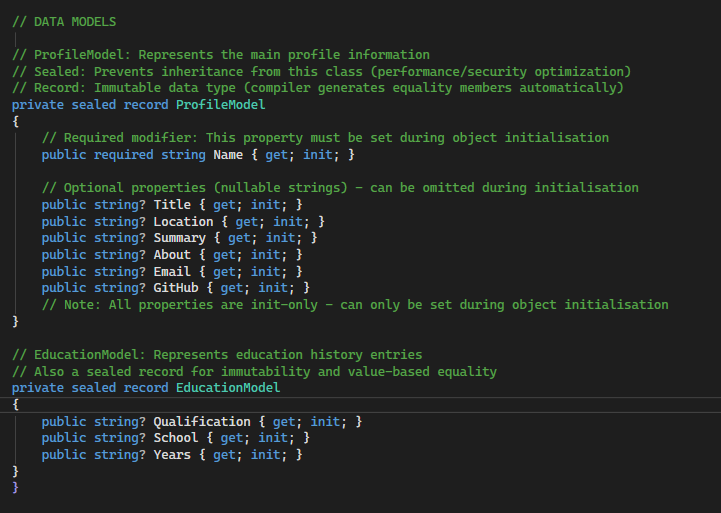 // DATA MODELS
// ProfileModel: Represents the main profile information
// Sealed: Prevents inheritance from this class (performance/security optimization)
// Record: Immutable data type (compiler generates equality members automatically)
private sealed record ProfileModel
{
// Required modifier: This property must be set during object initialisation
public required string Name { get; init; }
// Optional properties (nullable strings) - can be omitted during initialisation
public string? Title { get; init; }
public string? Location { get; init; }
public string? Summary { get; init; }
public string? About { get; init; }
public string? Email { get; init; }
public string? GitHub { get; init; }
// Note: All properties are init-only - can only be set during object initialisation
}
// EducationModel: Represents education history entries
// Also a sealed record for immutability and value-based equality
private sealed record EducationModel
{
public string? Qualification { get; init; }
public string? School { get; init; }
public string? Years { get; init; }
}
}